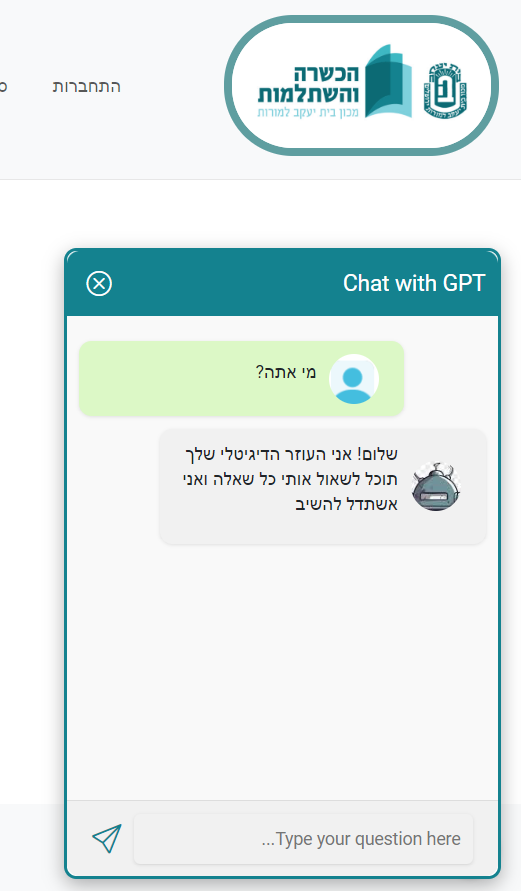 הכשרה
והשתלמות
מכון בית יעקב למורות
התחברות
Chat with GPT
מי אתה?
שלום! אני העוזר הדיגיטלי שלך
תוכל לשאול אותי כל שאלה ואני
אשתדל להשיב
Type your question here...